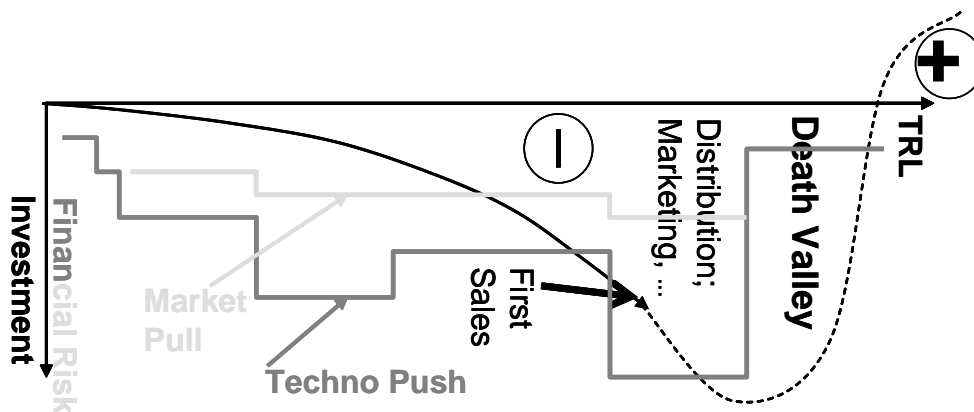 +
TRL
Death Valley
Distribution;
Marketing, ...
−
First
Sales
Market
Pull
Techno Push
Financial Risk
Investment